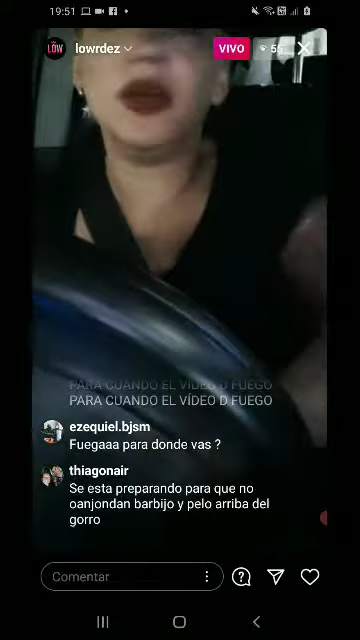 19:51
LOW
lowrdez
VIVO
55
PARA CUANDO EL VÍDEO D FUEGO
PARA CUANDO EL VÍDEO D FUEGO
ezequiel.bjsm
Fuegaaa para donde vas ?
thiagonair
Se esta preparando para que no
oanjondan barbijo y pelo arriba del
gorro
Comentar